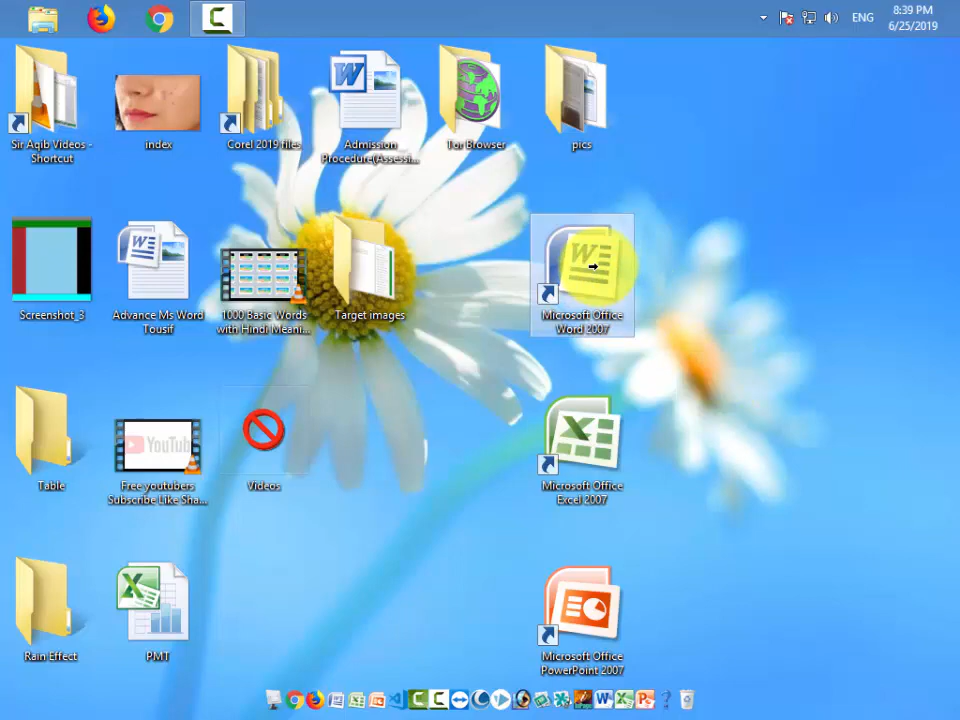 8:39 PM
ENG
6/25/2019
Sir Aqib Videos -
Shortcut
index
Corel 2019 files
Admission
Procedure(Assessi...
Tor Browser
pics
Screenshot_3
Advance Ms Word
Tousif
1000 Basic Words
with Hindi Meani...
Target images
Microsoft Office
Word 2007
Table
YouTub
Free youtubers
Subscribe Like Sha...
Videos
Microsoft Office
Excel 2007
Rain Effect
PMT
Microsoft Office
PowerPoint 2007